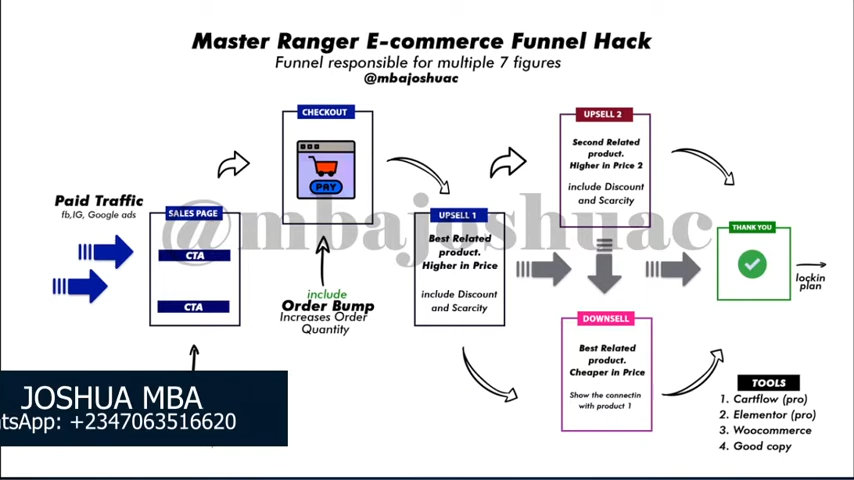 Master Ranger E-commerce Funnel Hack
Funnel responsible for multiple 7 figures
@mbajoshuac
Paid Traffic
fb,IG, Google ads
SALES PAGE
CTA
CTA
CHECKOUT
PAY
include
Order Bump
Increases Order
Quantity
UPSELL 1
Best Related
product.
Higher in Price
include Discount
and Scarcity
UPSELL 2
Second Related
product.
Higher in Price 2
include Discount
and Scarcity
DOWNSELL
Best Related
product.
Cheaper in Price
Show the connectin
with product 1
THANK YOU
lockin
plan
TOOLS
1. Cartflow (pro)
2. Elementor (pro)
3. Woocommerce
4. Good copy
@mbajoshuac
JOSHUA MBA
atsApp: +2347063516620